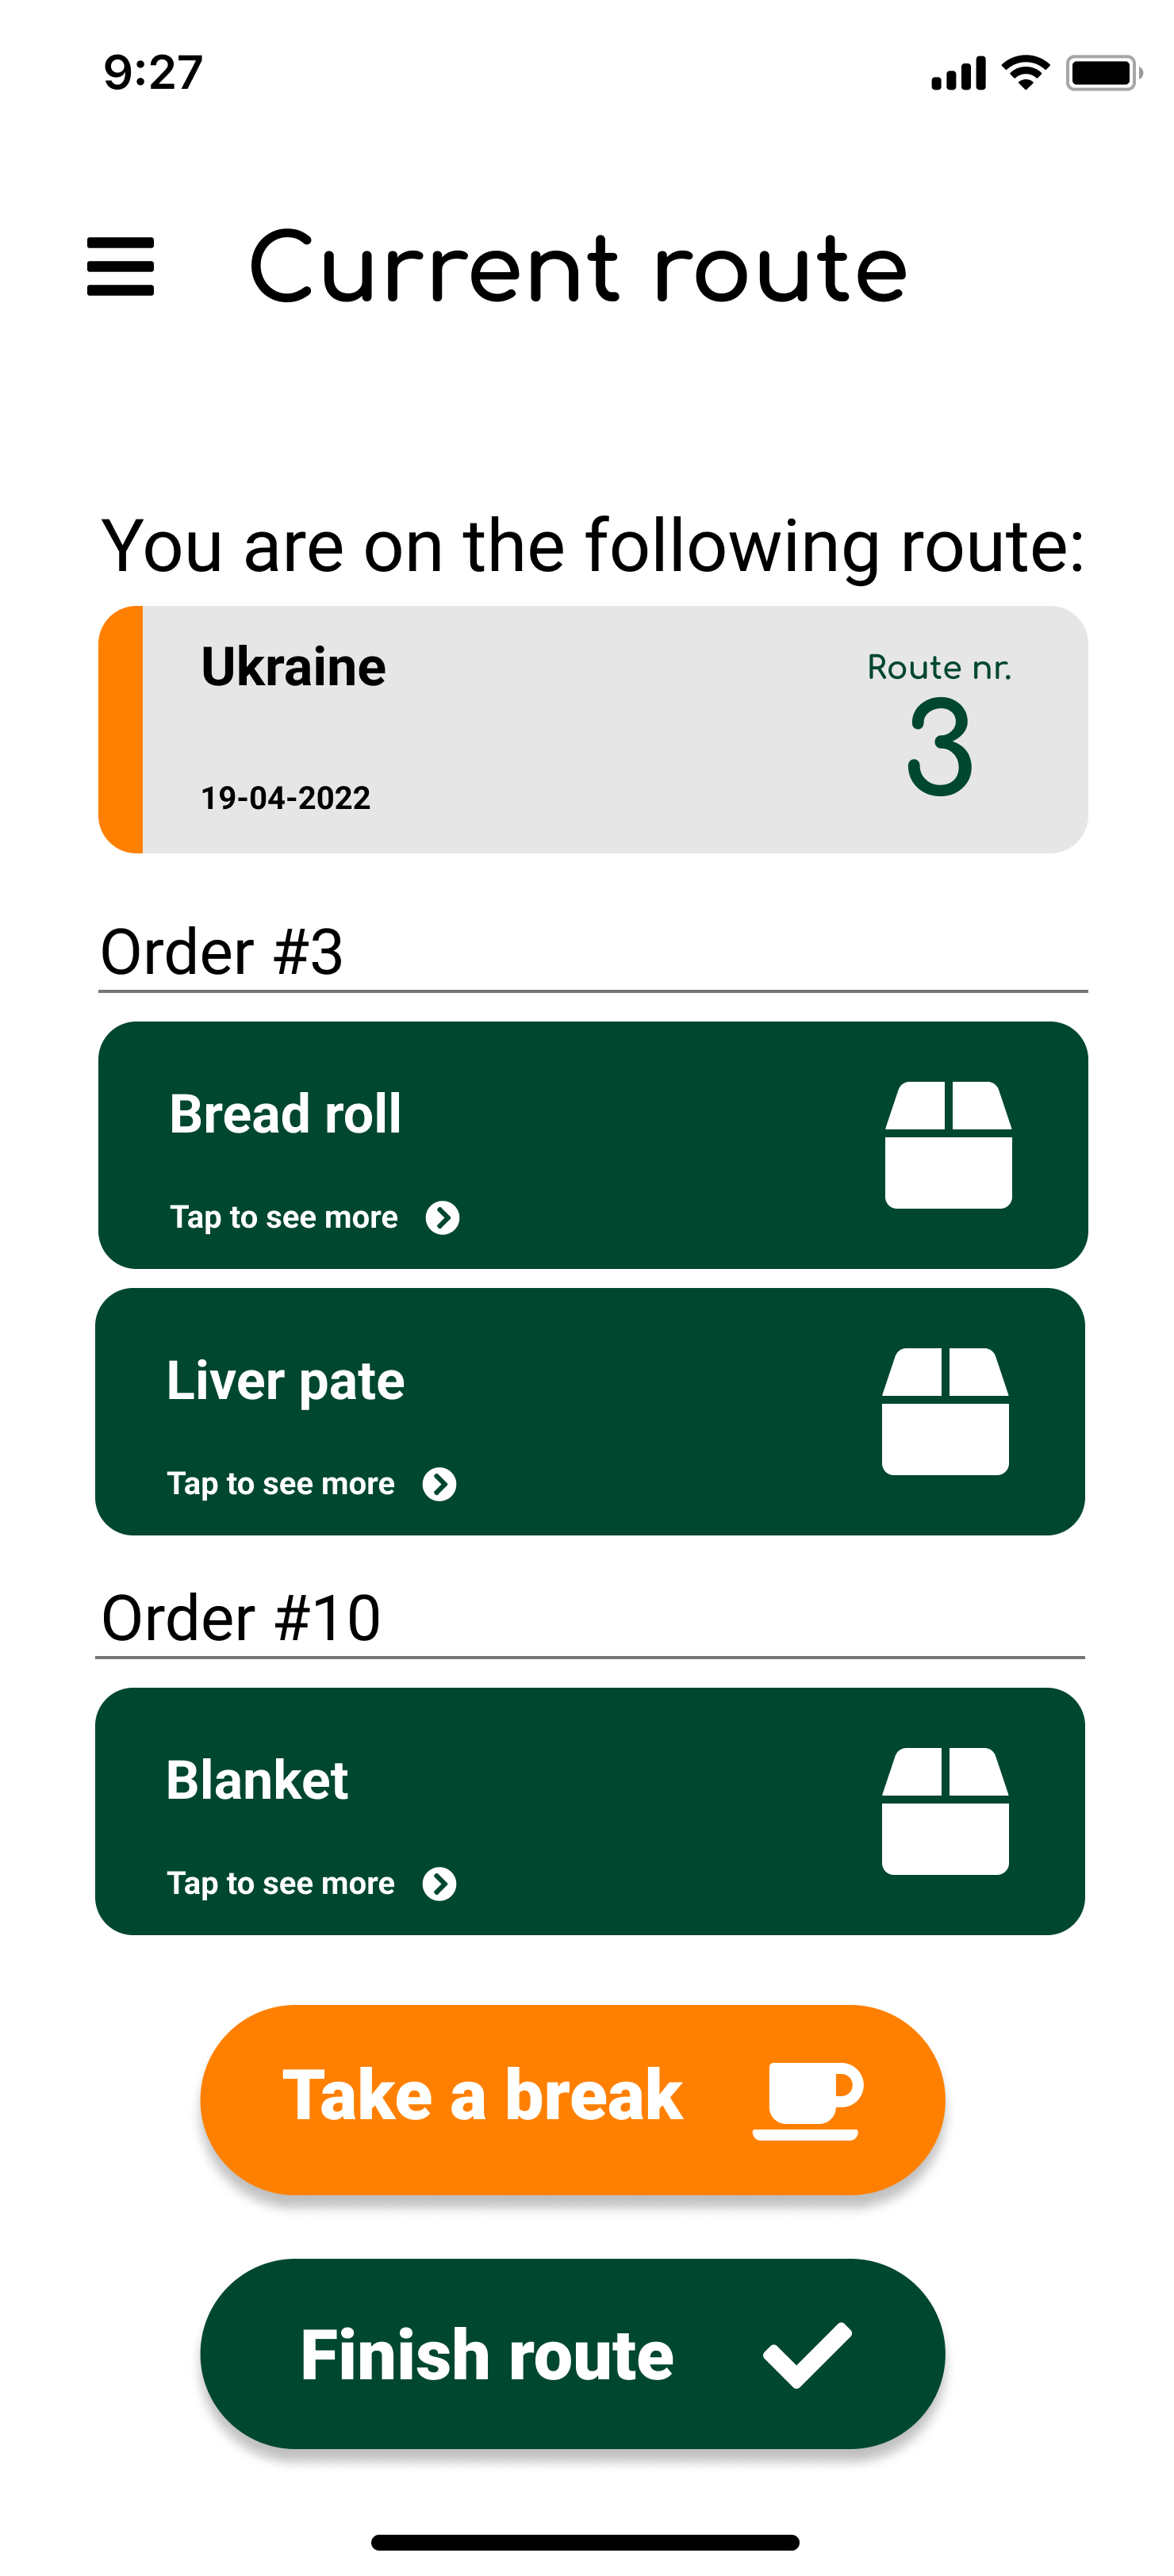 9:27
Current route
You are on the following route:
Ukraine
Route nr.
3
19-04-2022
Order #3
Bread roll
Tap to see more
Liver pate
Tap to see more
Order #10
Blanket
Tap to see more
Take a break
Finish route